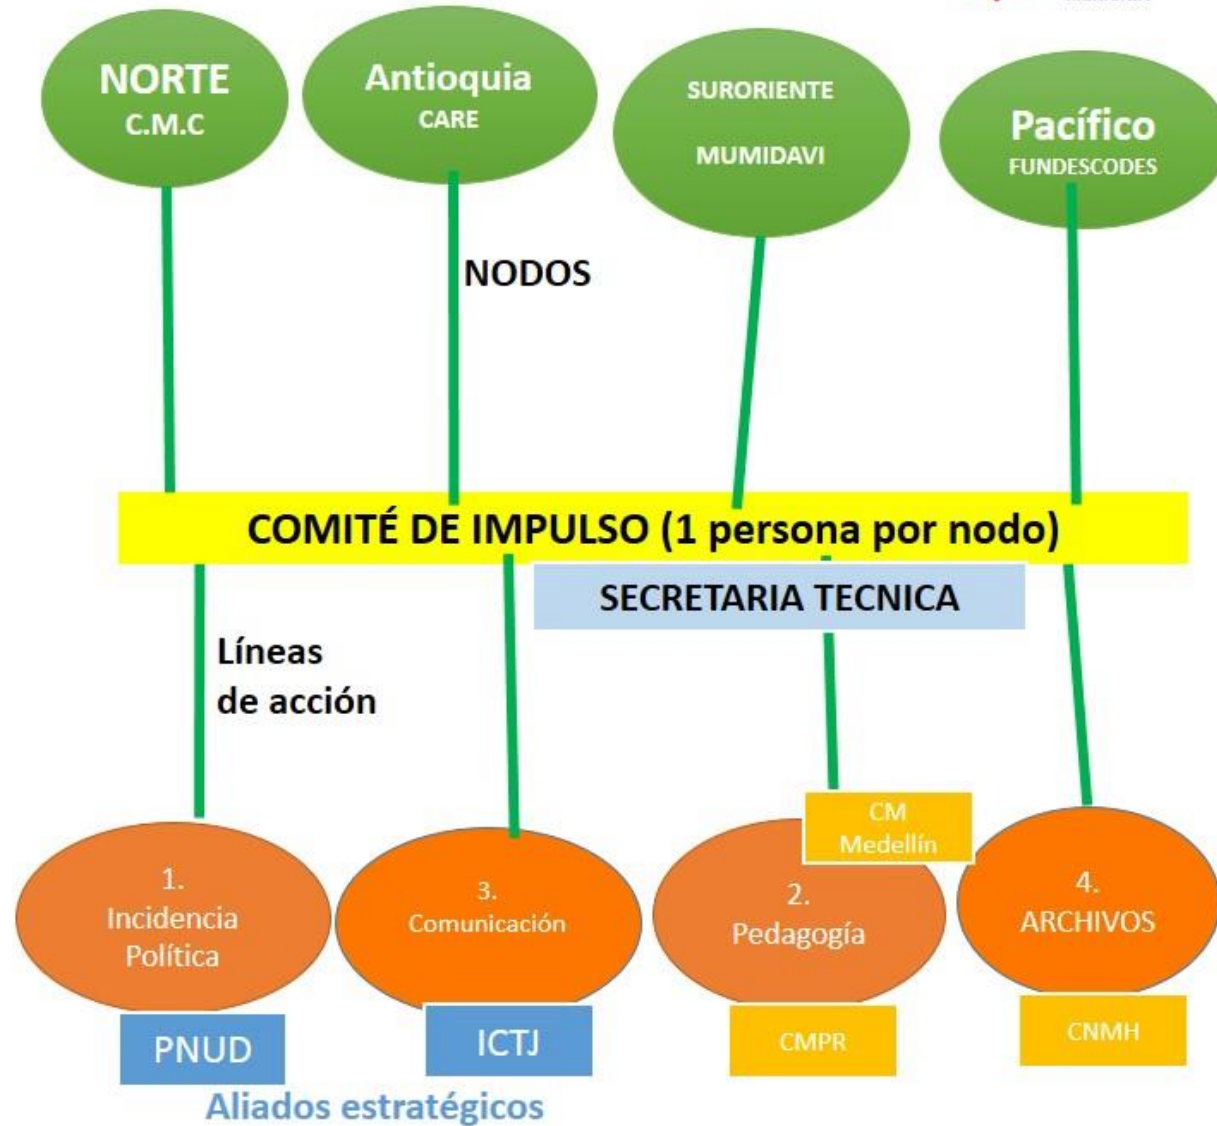 NORTE
C.M.C
Antioquia
CARE
SURORIENTE
MUMIDAVI
Pacífico
FUNDESCODES
NODOS
COMITÉ DE IMPULSO (1 persona por nodo)
SECRETARIA TECNICA
Líneas
de acción
1.
Incidencia
Política
3.
Comunicación
CM
Medellín
2.
Pedagogía
4.
ARCHIVOS
PNUD
ICTJ
CMPR
CNMH
Aliados estratégicos